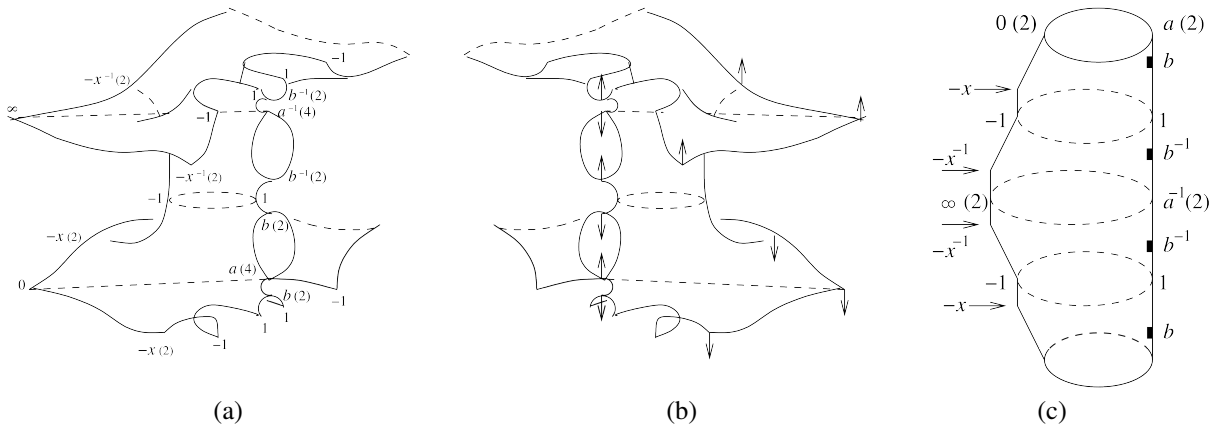 −x⁻¹(2)
∞
−1
1
1
b⁻¹(2)
a⁻¹(4)
−1
−x⁻¹(2)
b⁻¹(2)
−1
1
−x(2)
b(2)
a(4)
0
−1
b(2)
1
1
−x(2)
−1
(a)
(b)
0 (2)
a (2)
b
−x
−1
1
−x⁻¹
b⁻¹
∞ (2)
a⁻¹(2)
−x⁻¹
b⁻¹
−1
1
−x
b
(c)